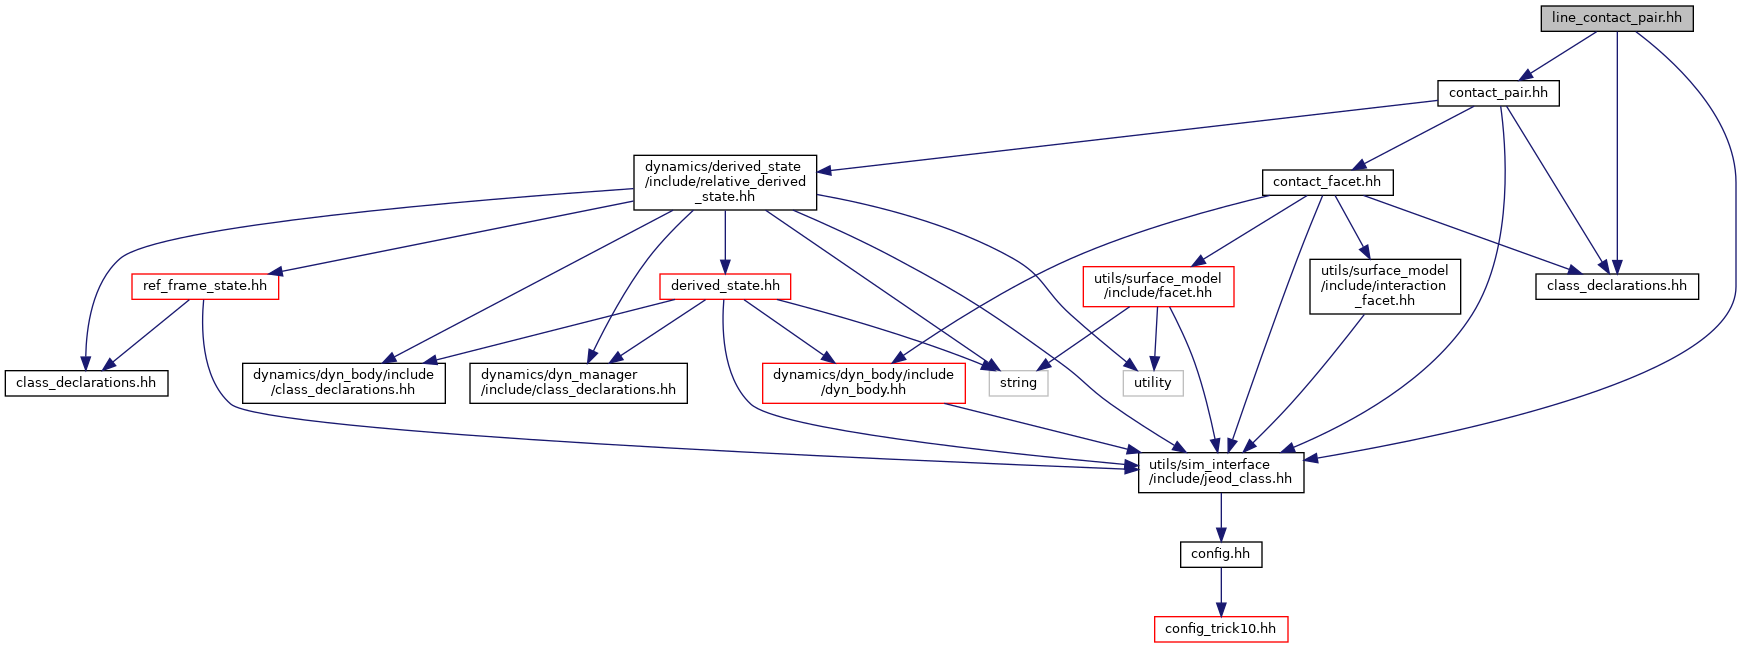 line_contact_pair.hh
contact_pair.hh
dynamics/derived_state
/include/relative_derived
_state.hh
contact_facet.hh
ref_frame_state.hh
derived_state.hh
utils/surface_model
/include/facet.hh
utils/surface_model
/include/interaction
_facet.hh
class_declarations.hh
class_declarations.hh
dynamics/dyn_body/include
/class_declarations.hh
dynamics/dyn_manager
/include/class_declarations.hh
dynamics/dyn_body/include
/dyn_body.hh
string
utility
utils/sim_interface
/include/jeod_class.hh
config.hh
config_trick10.hh